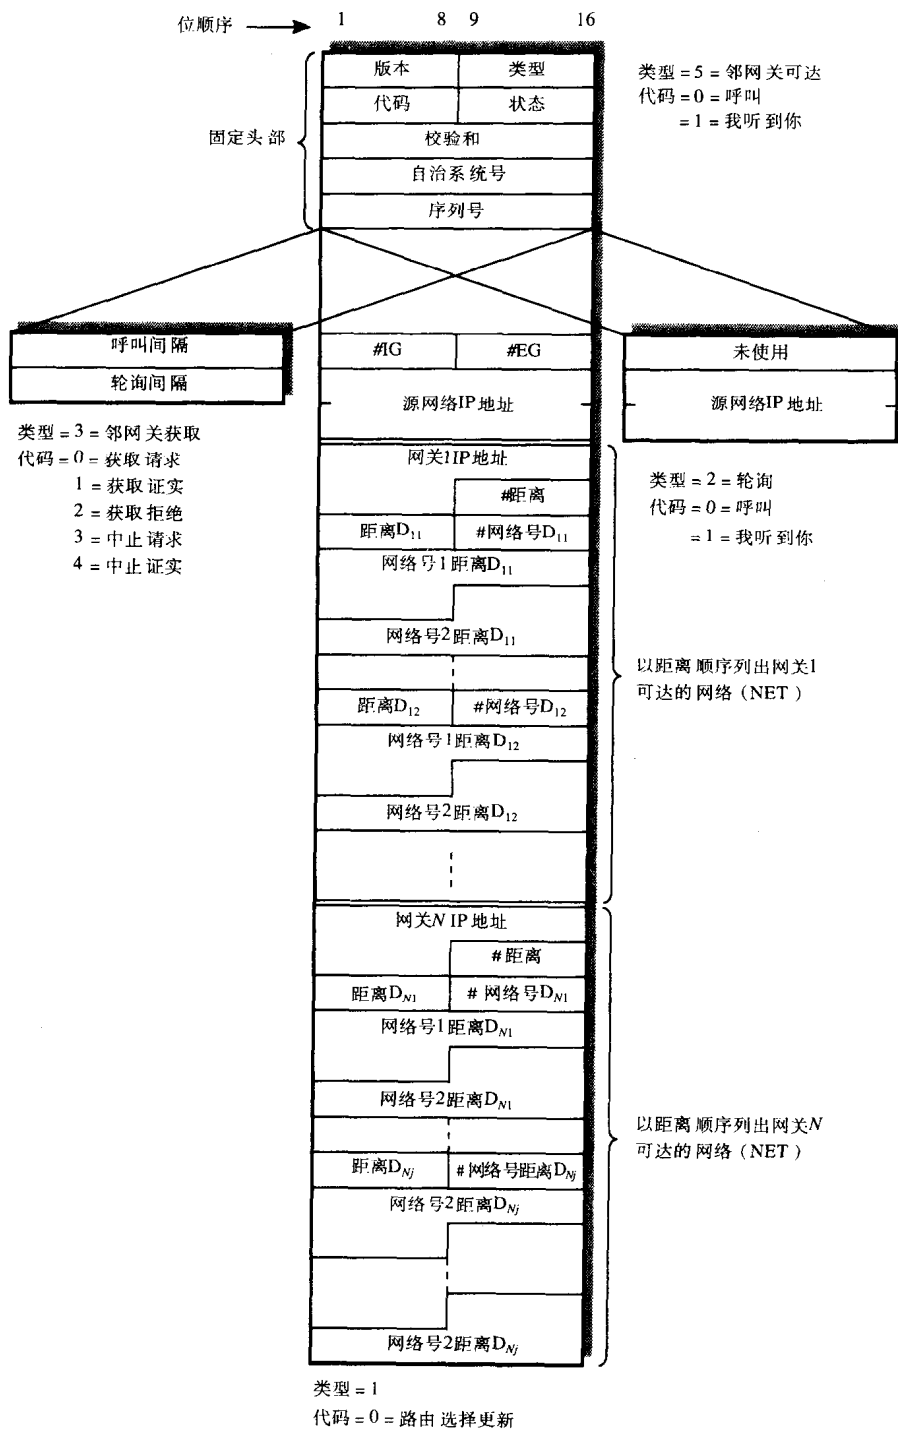 位顺序 1 8 9 16
版本 类型
代码 状态
校验和
自治系统号
序列号
固定头部
类型=5=邻网关可达
代码=0=呼叫
=1=我听到你
呼叫间隔
轮询间隔
类型=3=邻网关获取
代码=0=获取请求
1=获取证实
2=获取拒绝
3=中止请求
4=中止证实
#IG #EG
源网络IP地址
未使用
源网络IP地址
类型=2=轮询
代码=0=呼叫
=1=我听到你
网关1IP地址
#距离
距离D11 #网络号D11
网络号1距离D11
网络号2距离D11
距离D12 #网络号D12
网络号1距离D12
网络号2距离D12
以距离顺序列出网关1
可达的网络(NET)
网关N IP地址
#距离
距离DN1 #网络号DN1
网络号1距离DN1
网络号2距离DN1
距离DNj #网络号距离DNj
网络号2距离DNj
网络号2距离DNj
以距离顺序列出网关N
可达的网络(NET)
类型=1
代码=0=路由选择更新